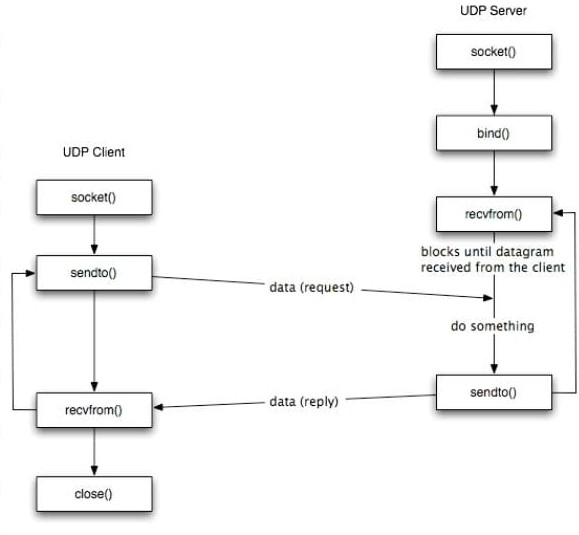 UDP Server
socket()
bind()
UDP Client
socket()
recvfrom()
blocks until datagram
received from the client
sendto()
data (request)
do something
sendto()
data (reply)
recvfrom()
close()